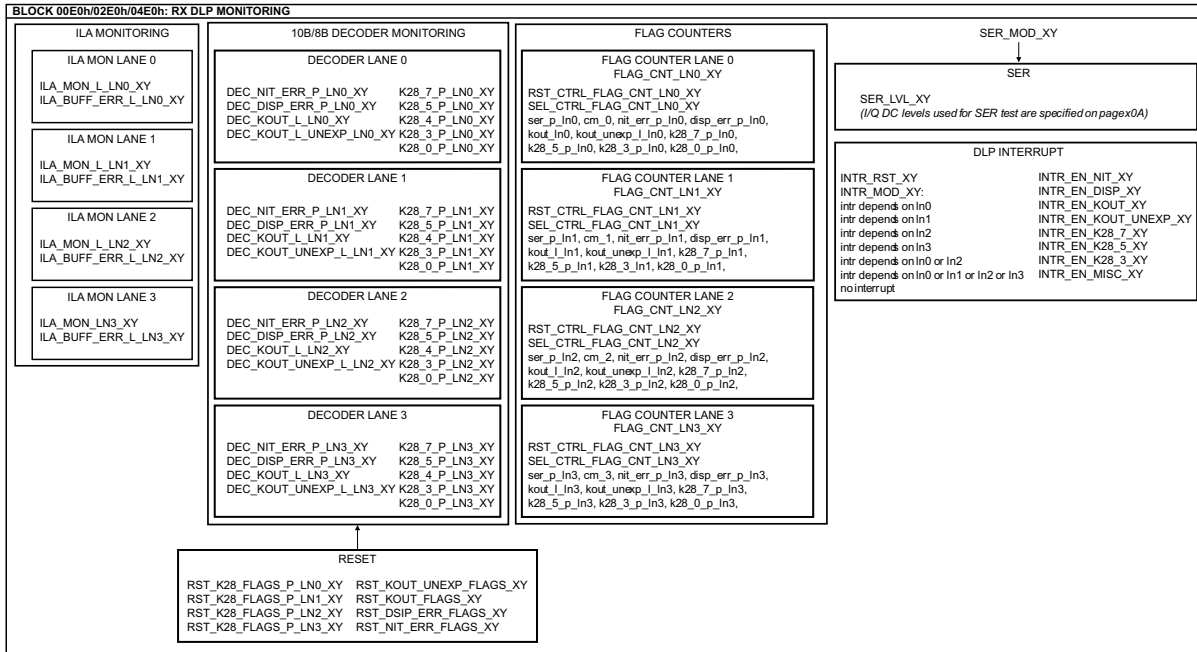 BLOCK 00E0h/02E0h/04E0h: RX DLP MONITORING
ILA MONITORING
ILA MON LANE 0
ILA_MON_L_LN0_XY
ILA_BUFF_ERR_L_LN0_XY
ILA MON LANE 1
ILA_MON_L_LN1_XY
ILA_BUFF_ERR_L_LN1_XY
ILA MON LANE 2
ILA_MON_L_LN2_XY
ILA_BUFF_ERR_L_LN2_XY
ILA MON LANE 3
ILA_MON_LN3_XY
ILA_BUFF_ERR_L_LN3_XY
10B/8B DECODER MONITORING
DECODER LANE 0
DEC_NIT_ERR_P_LN0_XY K28_7_P_LN0_XY
DEC_DISP_ERR_P_LN0_XY K28_5_P_LN0_XY
DEC_KOUT_L_LN0_XY K28_4_P_LN0_XY
DEC_KOUT_L_UNEXP_LN0_XY K28_3_P_LN0_XY
K28_0_P_LN0_XY
DECODER LANE 1
DEC_NIT_ERR_P_LN1_XY K28_7_P_LN1_XY
DEC_DISP_ERR_P_LN1_XY K28_5_P_LN1_XY
DEC_KOUT_L_LN1_XY K28_4_P_LN1_XY
DEC_KOUT_UNEXP_L_LN1_XY K28_3_P_LN1_XY
K28_0_P_LN1_XY
DECODER LANE 2
DEC_NIT_ERR_P_LN2_XY K28_7_P_LN2_XY
DEC_DISP_ERR_P_LN2_XY K28_5_P_LN2_XY
DEC_KOUT_L_LN2_XY K28_4_P_LN2_XY
DEC_KOUT_UNEXP_L_LN2_XY K28_3_P_LN2_XY
K28_0_P_LN2_XY
DECODER LANE 3
DEC_NIT_ERR_P_LN3_XY K28_7_P_LN3_XY
DEC_DISP_ERR_P_LN3_XY K28_5_P_LN3_XY
DEC_KOUT_L_LN3_XY K28_4_P_LN3_XY
DEC_KOUT_UNEXP_L_LN3_XY K28_3_P_LN3_XY
K28_0_P_LN3_XY
RESET
RST_K28_FLAGS_P_LN0_XY RST_KOUT_UNEXP_FLAGS_XY
RST_K28_FLAGS_P_LN1_XY RST_KOUT_FLAGS_XY
RST_K28_FLAGS_P_LN2_XY RST_DSIP_ERR_FLAGS_XY
RST_K28_FLAGS_P_LN3_XY RST_NIT_ERR_FLAGS_XY
FLAG COUNTERS
FLAG COUNTER LANE 0
FLAG_CNT_LN0_XY
RST_CTRL_FLAG_CNT_LN0_XY
SEL_CTRL_FLAG_CNT_LN0_XY
ser_p_ln0, cm_0, nit_err_p_ln0, disp_err_p_ln0,
kout_ln0, kout_unexp_l_ln0, k28_7_p_ln0,
k28_5_p_ln0, k28_3_p_ln0, k28_0_p_ln0,
FLAG COUNTER LANE 1
FLAG_CNT_LN1_XY
RST_CTRL_FLAG_CNT_LN1_XY
SEL_CTRL_FLAG_CNT_LN1_XY
ser_p_ln1, cm_1, nit_err_p_ln1, disp_err_p_ln1,
kout_l_ln1, kout_unexp_l_ln1, k28_7_p_ln1,
k28_5_p_ln1, k28_3_ln1, k28_0_p_ln1,
FLAG COUNTER LANE 2
FLAG_CNT_LN2_XY
RST_CTRL_FLAG_CNT_LN2_XY
SEL_CTRL_FLAG_CNT_LN2_XY
ser_p_ln2, cm_2, nit_err_p_ln2, disp_err_p_ln2,
kout_l_ln2, kout_unexp_l_ln2, k28_7_p_ln2,
k28_5_p_ln2, k28_3_p_ln2, k28_0_p_ln2,
FLAG COUNTER LANE 3
FLAG_CNT_LN3_XY
RST_CTRL_FLAG_CNT_LN3_XY
SEL_CTRL_FLAG_CNT_LN3_XY
ser_p_ln3, cm_3, nit_err_p_ln3, disp_err_p_ln3,
kout_l_ln3, kout_unexp_l_ln3, k28_7_p_ln3,
k28_5_p_ln3, k28_3_p_ln3, k28_0_p_ln3,
SER_MOD_XY
SER
SER_LVL_XY
(I/Q DC levels used for SER test are specified on pagex0A)
DLP INTERRUPT
INTR_RST_XY INTR_EN_NIT_XY
INTR_MOD_XY: INTR_EN_DISP_XY
intr depends on ln0 INTR_EN_KOUT_XY
intr depends on ln1 INTR_EN_KOUT_UNEXP_XY
intr depends on ln2 INTR_EN_K28_7_XY
intr depends on ln3 INTR_EN_K28_5_XY
intr depends on ln0 or ln2 INTR_EN_K28_3_XY
intr depends on ln0 or ln1 or ln2 or ln3 INTR_EN_MISC_XY
no interrupt